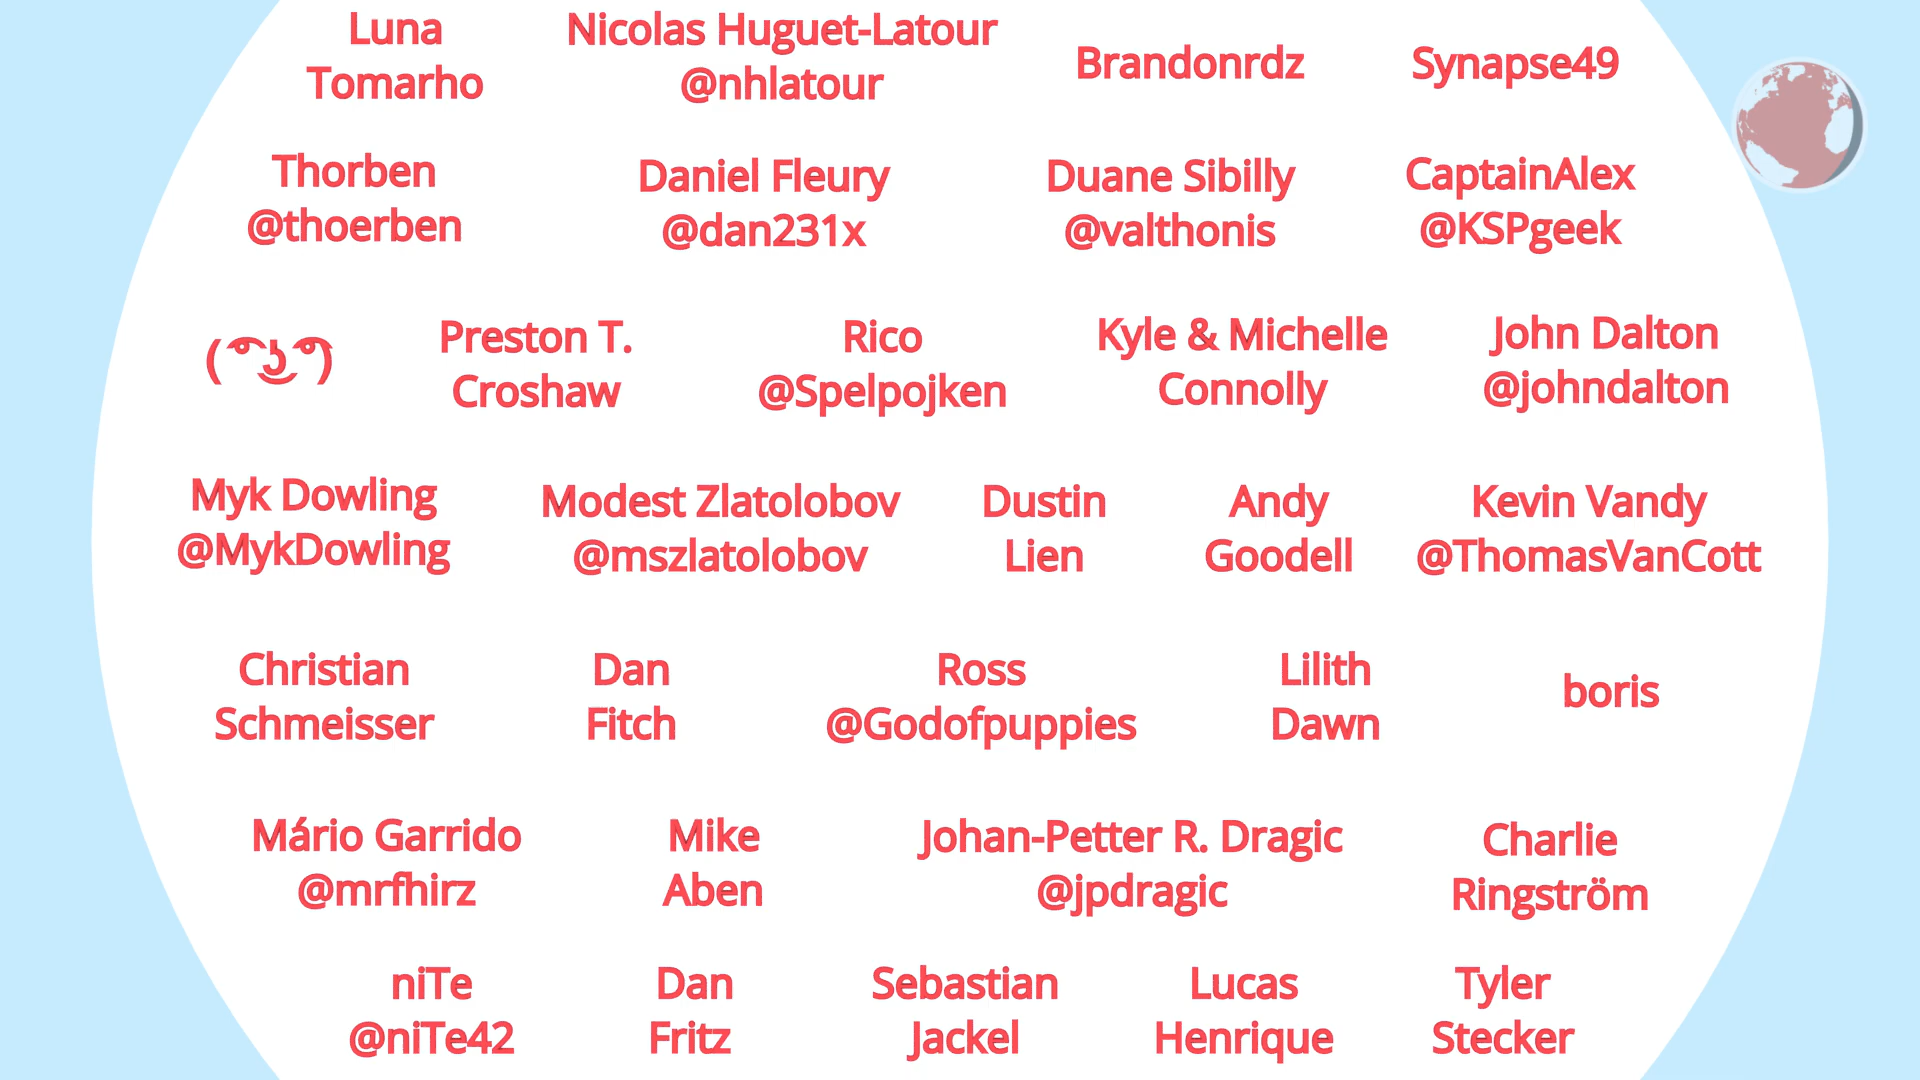 Luna
Tomarho
Nicolas Huguet-Latour
@nhlatour
Brandonrdz
Synapse49
Thorben
@thoerben
Daniel Fleury
@dan231x
Duane Sibilly
@valthonis
CaptainAlex
@KSPgeek
( ͡° ͜ʖ ͡°)
Preston T.
Croshaw
Rico
@Spelpojken
Kyle & Michelle
Connolly
John Dalton
@johndalton
Myk Dowling
@MykDowling
Modest Zlatolobov
@mszlatolobov
Dustin
Lien
Andy
Goodell
Kevin Vandy
@ThomasVanCott
Christian
Schmeisser
Dan
Fitch
Ross
@Godofpuppies
Lilith
Dawn
boris
Mário Garrido
@mrfhirz
Mike
Aben
Johan-Petter R. Dragic
@jpdragic
Charlie
Ringström
niTe
@niTe42
Dan
Fritz
Sebastian
Jackel
Lucas
Henrique
Tyler
Stecker